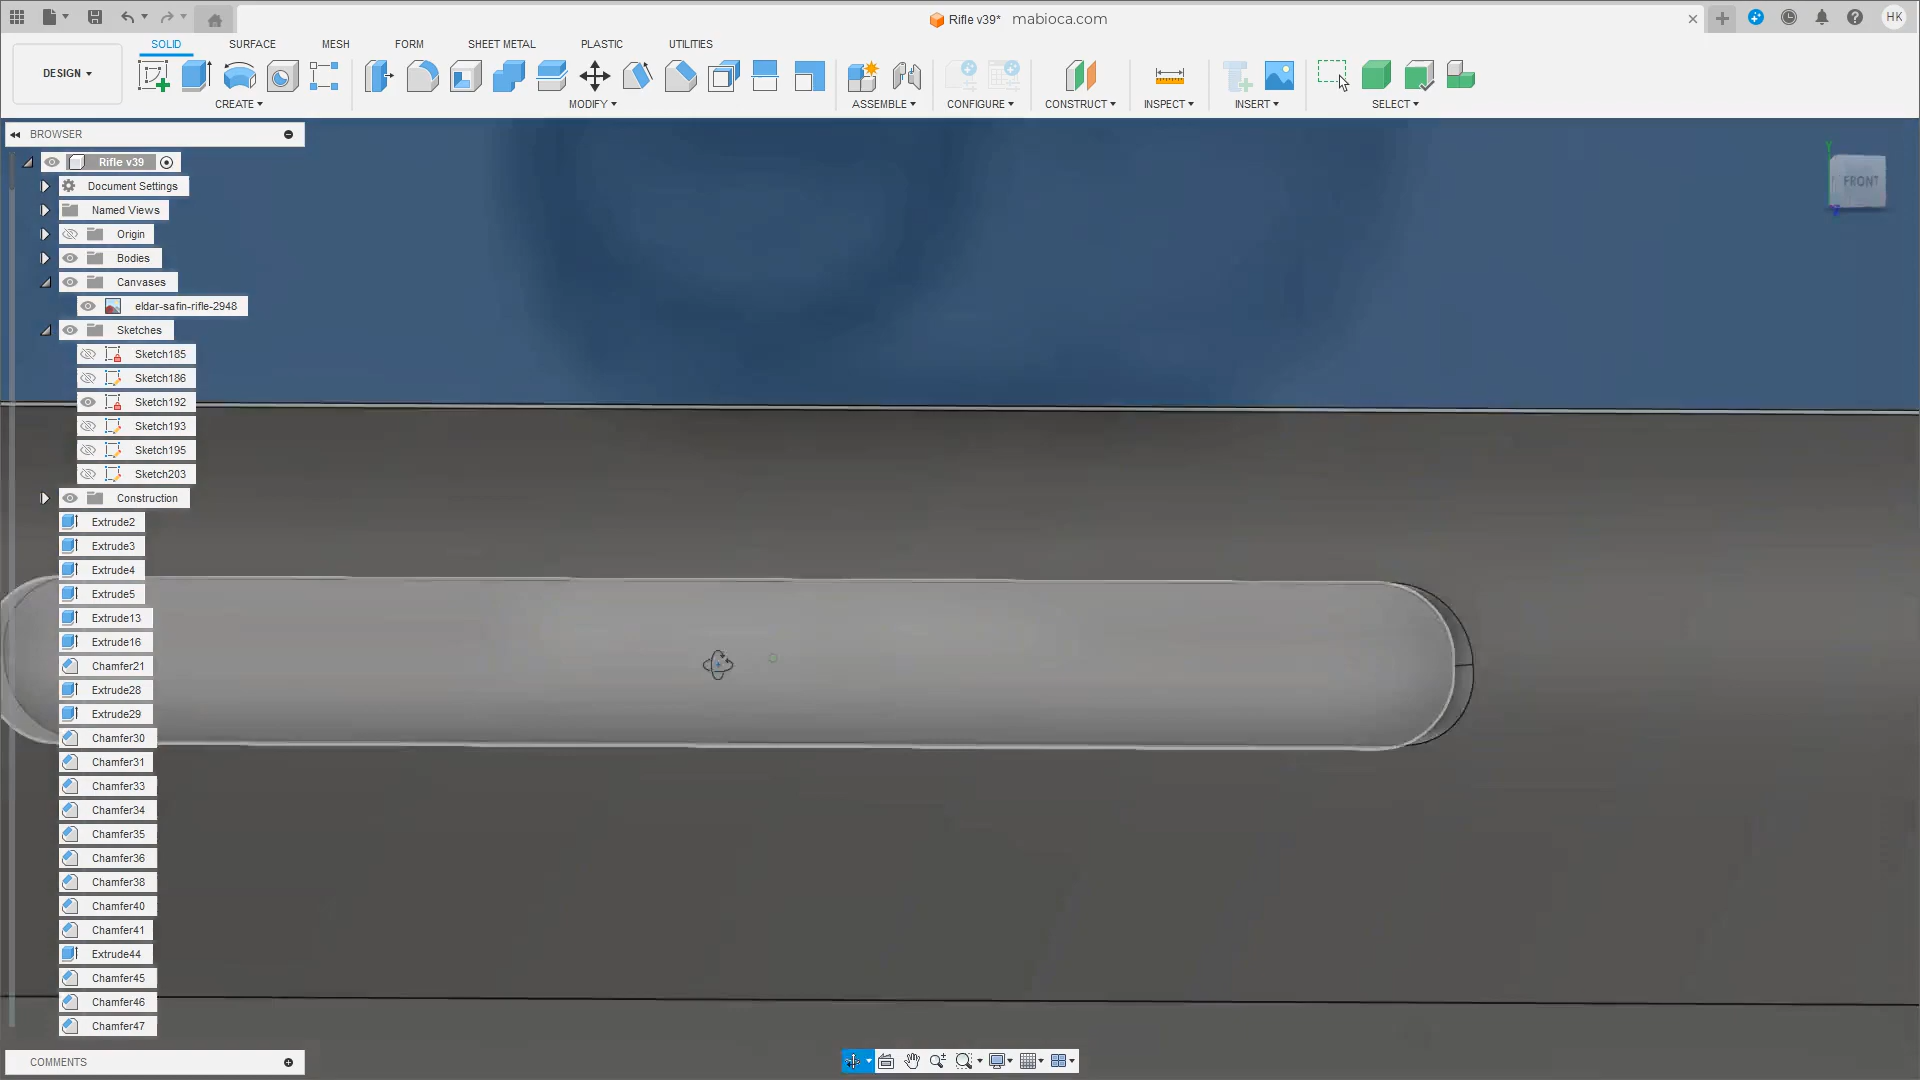 Rifle v39* mabioca.com
HK
DESIGN
SOLID SURFACE MESH FORM SHEET METAL PLASTIC UTILITIES
CREATE MODIFY ASSEMBLE CONFIGURE CONSTRUCT INSPECT INSERT SELECT
BROWSER
Rifle v39
Document Settings
Named Views
Origin
Bodies
Canvases
eldar-safin-rifle-2948
Sketches
Sketch185
Sketch186
Sketch192
Sketch193
Sketch195
Sketch203
Construction
Extrude2
Extrude3
Extrude4
Extrude5
Extrude13
Extrude16
Chamfer21
Extrude28
Extrude29
Chamfer30
Chamfer31
Chamfer33
Chamfer34
Chamfer35
Chamfer36
Chamfer38
Chamfer40
Chamfer41
Extrude44
Chamfer45
Chamfer46
Chamfer47
COMMENTS
Y
FRONT
Z